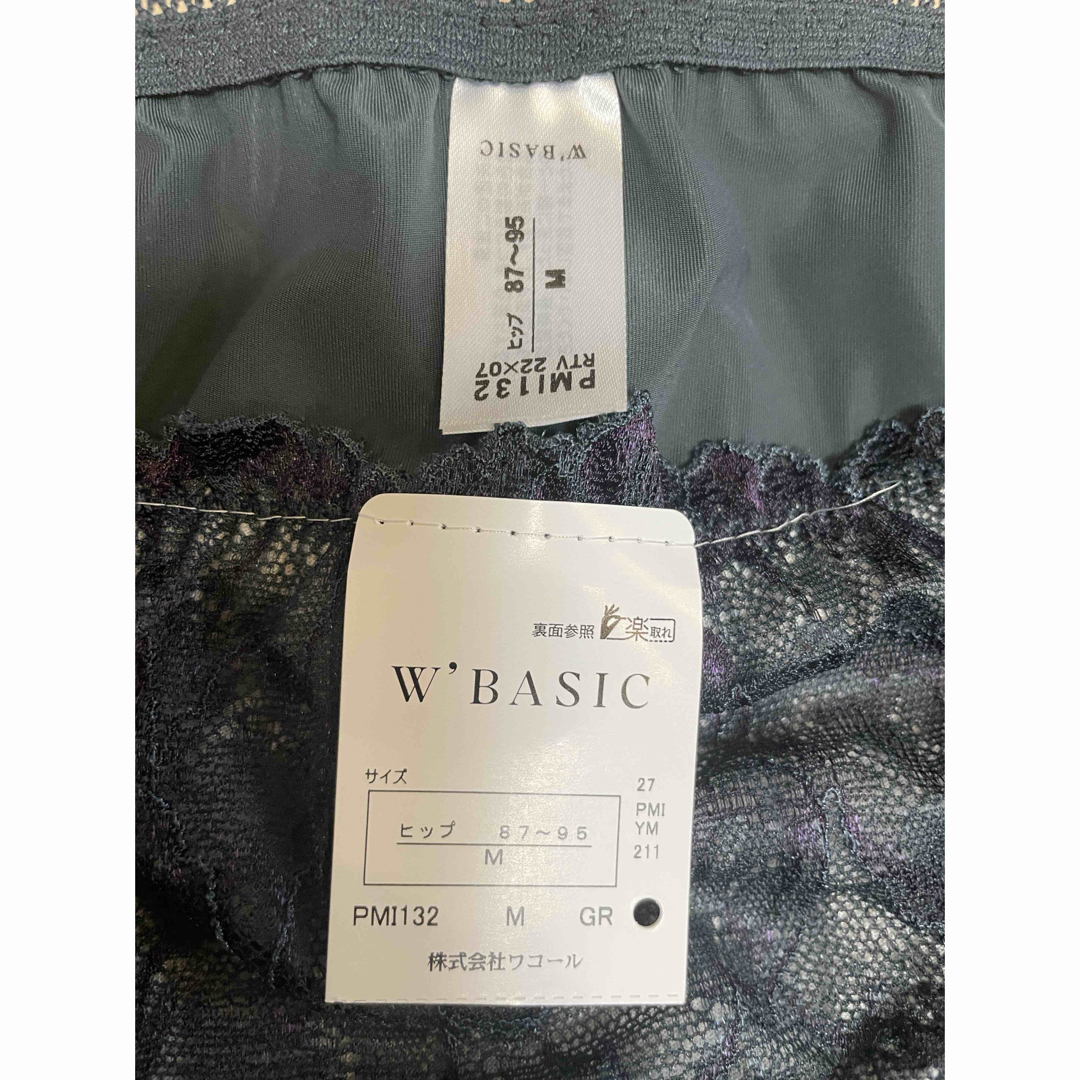 W'BASIC
ヒップ 87～95
M
PMI132
RTV 22×07
裏面参照 楽取れ
W'BASIC
サイズ
ヒップ 87～95
M
27
PMI
YM
211
PMI132 M GR
株式会社ワコール